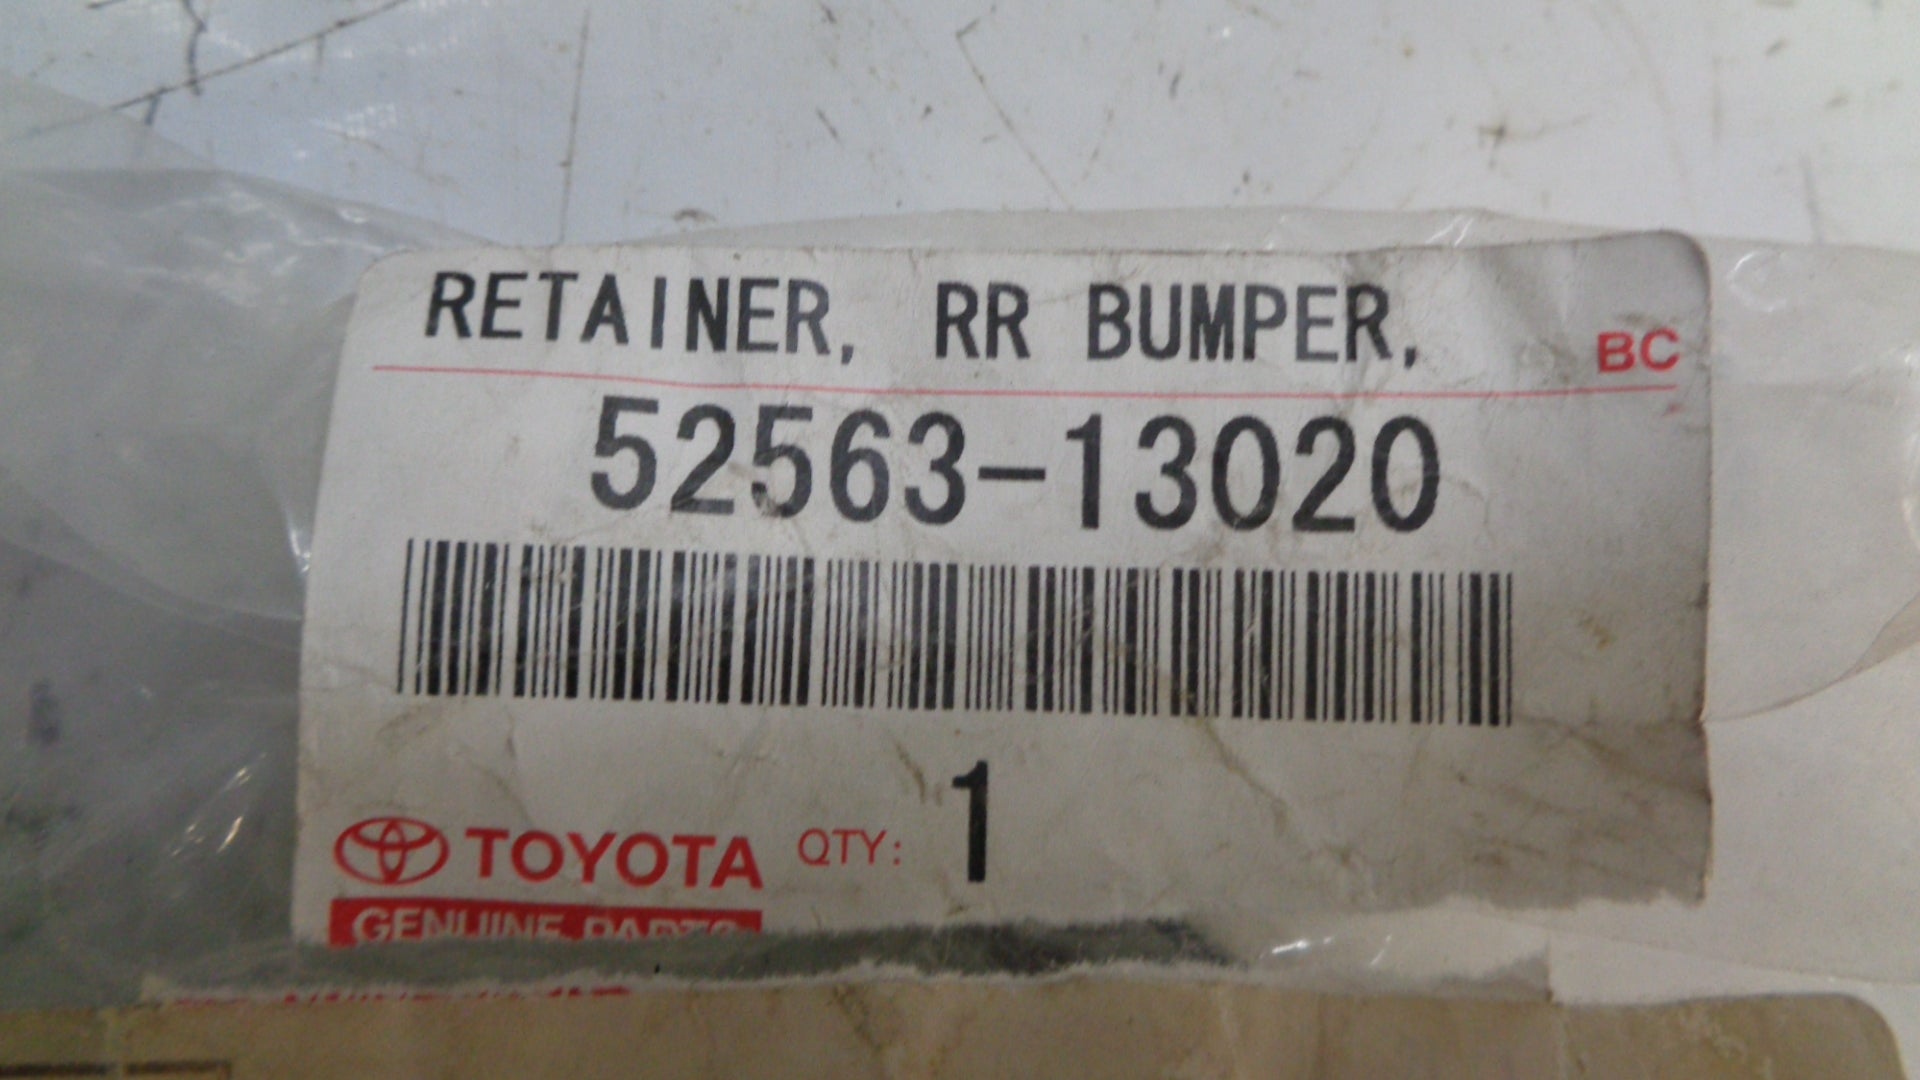 RETAINER, RR BUMPER,
BC
52563-13020
TOYOTA QTY: 1
GENUINE PARTS